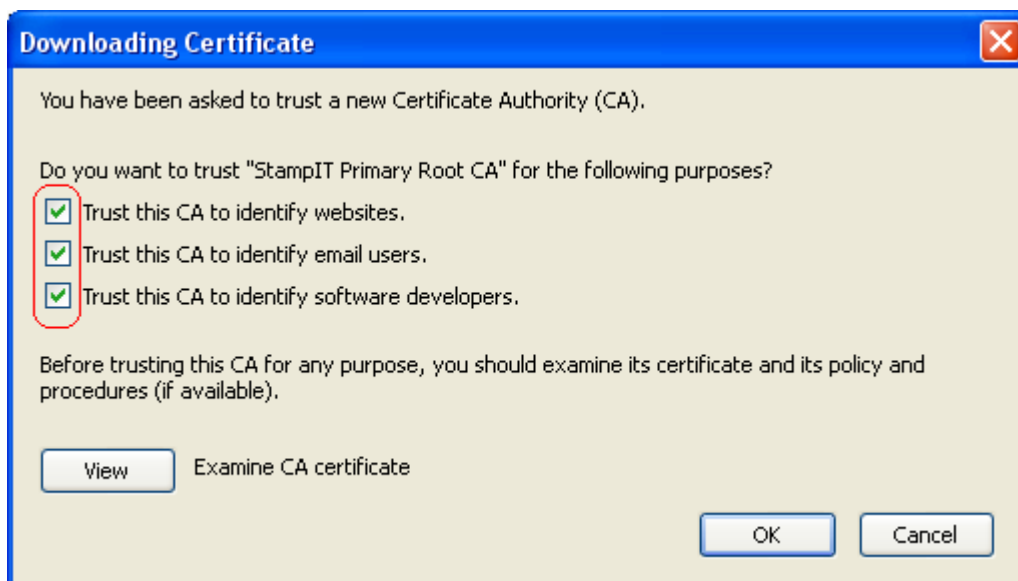 Downloading Certificate
You have been asked to trust a new Certificate Authority (CA).
Do you want to trust "StampIT Primary Root CA" for the following purposes?
Trust this CA to identify websites.
Trust this CA to identify email users.
Trust this CA to identify software developers.
Before trusting this CA for any purpose, you should examine its certificate and its policy and
procedures (if available).
View Examine CA certificate
OK Cancel